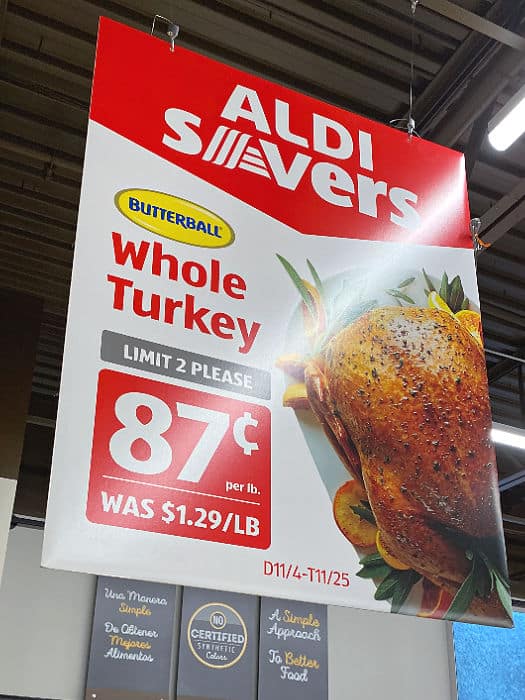 ALDI
SAVers
BUTTERBALL®
Whole
Turkey
LIMIT 2 PLEASE
87¢
per lb.
WAS $1.29/LB
D11/4-T11/25
Una Manera
Simple
De Obtener
Mejores
Alimentos
NO
CERTIFIED
SYNTHETIC
Colors
A Simple
Approach
To Better
Food